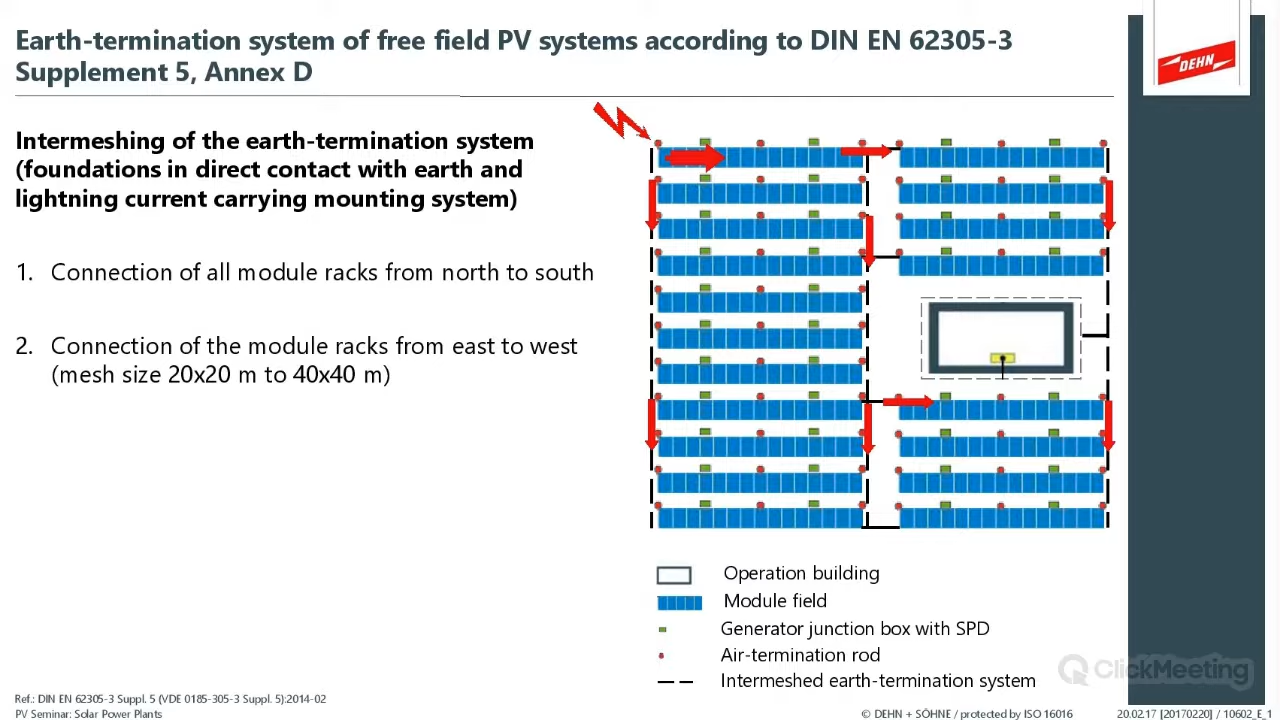 Earth-termination system of free field PV systems according to DIN EN 62305-3
Supplement 5, Annex D
DEHN
Intermeshing of the earth-termination system
(foundations in direct contact with earth and
lightning current carrying mounting system)
1. Connection of all module racks from north to south
2. Connection of the module racks from east to west
(mesh size 20x20 m to 40x40 m)
Operation building
Module field
Generator junction box with SPD
Air-termination rod
Intermeshed earth-termination system
ClickMeeting
Ref.: DIN EN 62305-3 Suppl. 5 (VDE 0185-305-3 Suppl. 5):2014-02
PV Seminar: Solar Power Plants
© DEHN + SÖHNE / protected by ISO 16016
20.02.17 [20170220] / 10602_E_1